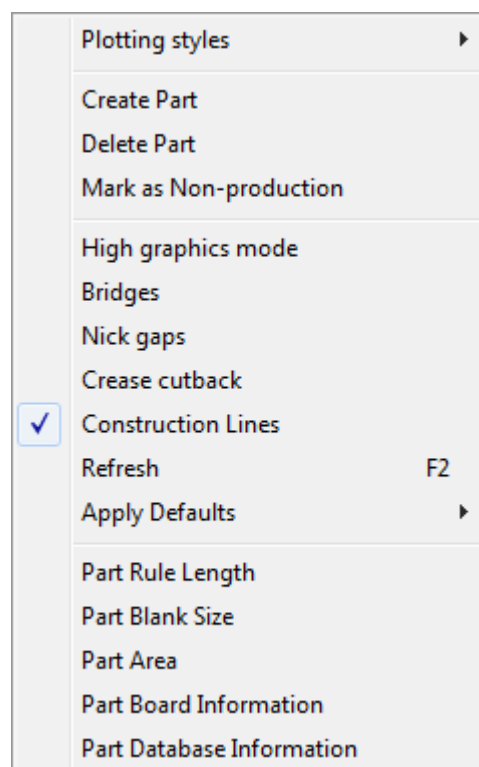 Plotting styles
Create Part
Delete Part
Mark as Non-production
High graphics mode
Bridges
Nick gaps
Crease cutback
Construction Lines
Refresh F2
Apply Defaults
Part Rule Length
Part Blank Size
Part Area
Part Board Information
Part Database Information